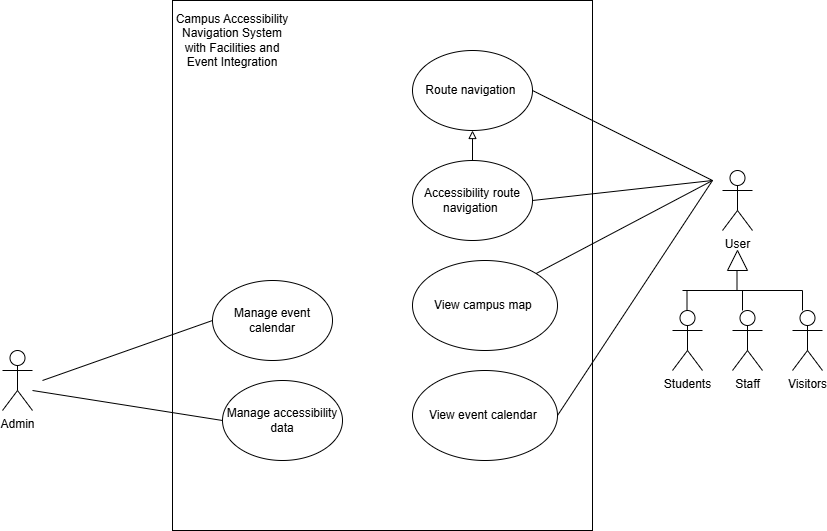 Campus Accessibility
Navigation System
with Facilities and
Event Integration
Route navigation
Accessibility route
navigation
User
View campus map
Manage event
calendar
Students
Staff
Visitors
Manage accessibility
data
View event calendar
Admin